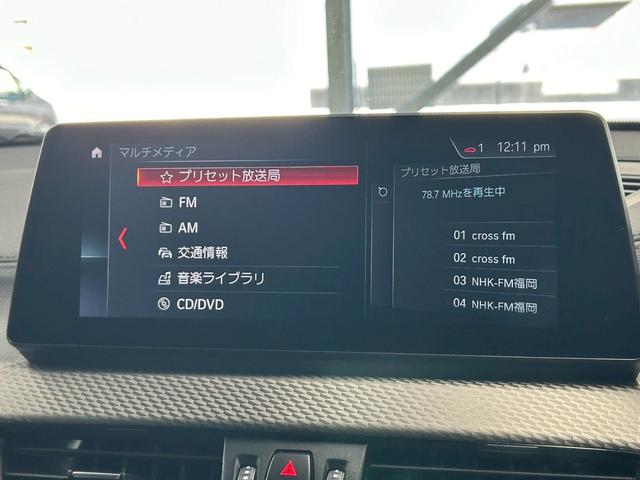 マルチメディア
1 12:11 pm
プリセット放送局
FM
AM
交通情報
音楽ライブラリ
CD/DVD
プリセット放送局
78.7 MHzを再生中
01 cross fm
02 cross fm
03 NHK-FM福岡
04 NHK-FM福岡